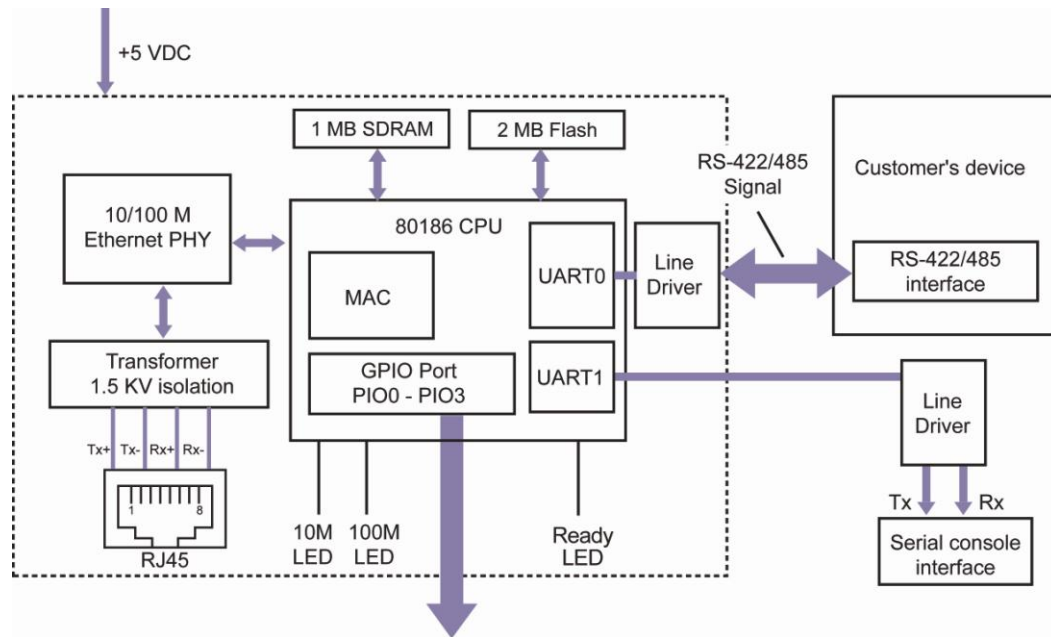 +5 VDC
1 MB SDRAM
2 MB Flash
RS-422/485
Signal
Customer's device
10/100 M
Ethernet PHY
80186 CPU
MAC
UART0
Line
Driver
RS-422/485
interface
Transformer
1.5 KV isolation
GPIO Port
PIO0 - PIO3
UART1
Line
Driver
Tx+ Tx- Rx+ Rx-
1 8
RJ45
10M
LED
100M
LED
Ready
LED
Tx Rx
Serial console
interface